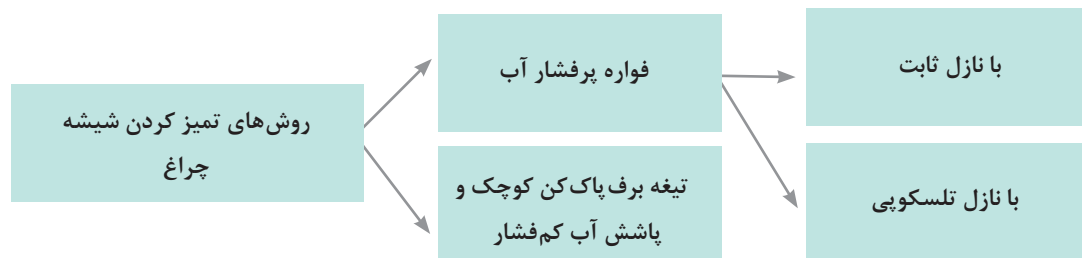 روش‌های تمیز کردن شیشه
چراغ
فواره پرفشار آب
تیغه برف پاک کن کوچک و
پاشش آب کم‌فشار
با نازل ثابت
با نازل تلسکوپی